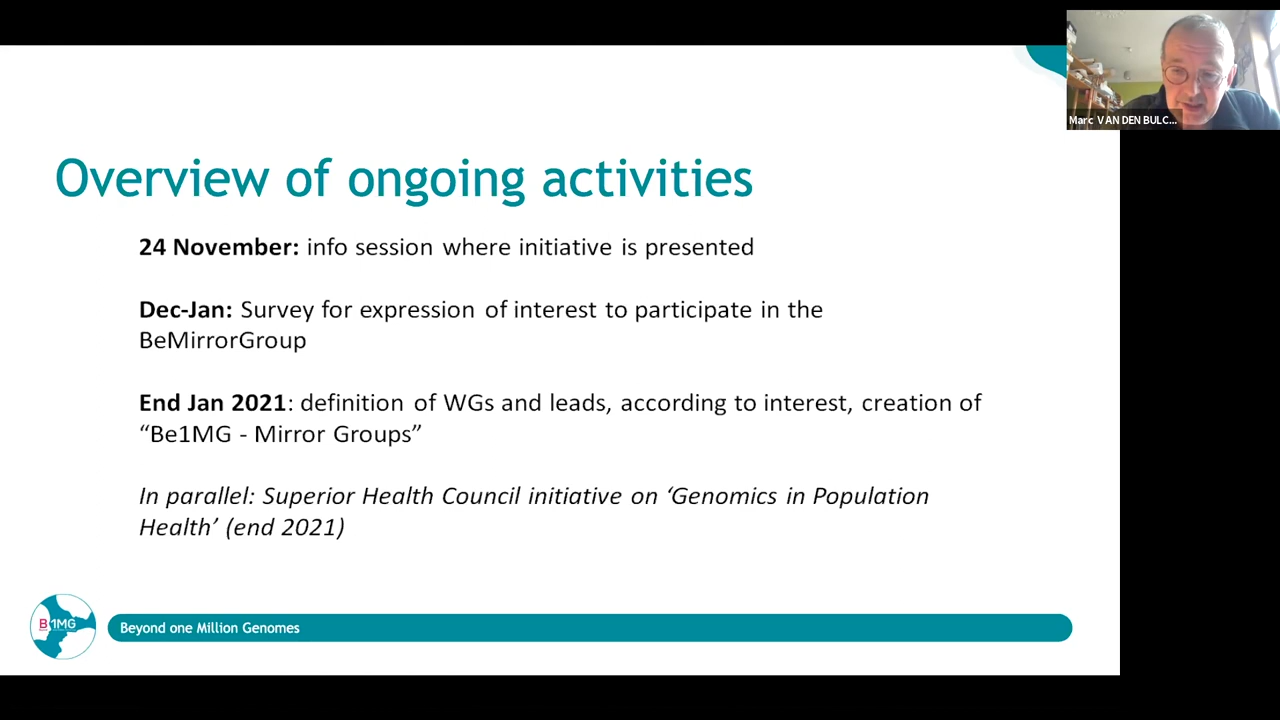 Marc VAN DEN BULC...
Overview of ongoing activities
24 November: info session where initiative is presented
Dec-Jan: Survey for expression of interest to participate in the
BeMirrorGroup
End Jan 2021: definition of WGs and leads, according to interest, creation of
“Be1MG - Mirror Groups”
In parallel: Superior Health Council initiative on ‘Genomics in Population
Health’ (end 2021)
B1MG
Beyond one Million Genomes